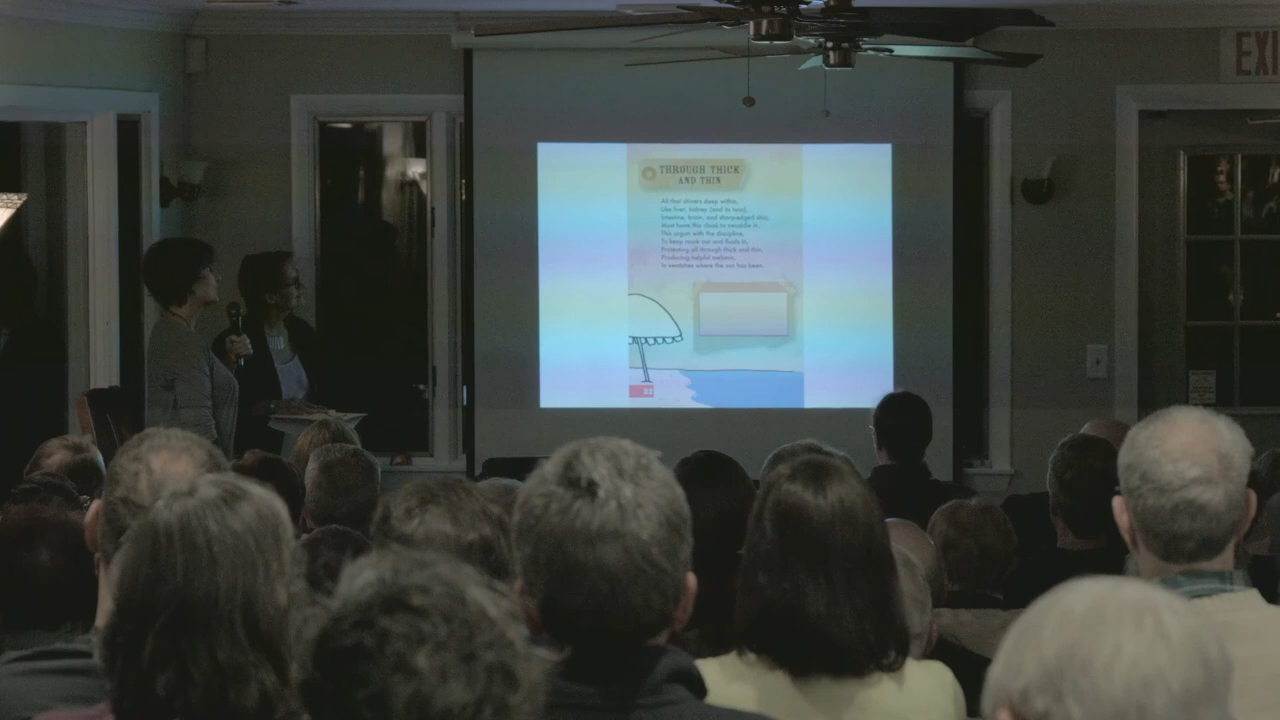 THROUGH THICK
AND THIN
All that shivers deep within,
Like liver, kidney (and its twin),
Intestine, brain, and sharp-edged shin,
Must have this cloak to swaddle in,
This organ with the discipline,
To keep muck out and fluids in,
Protecting all through thick and thin.
Producing helpful melanin,
In swatches where the sun has been.
EXI